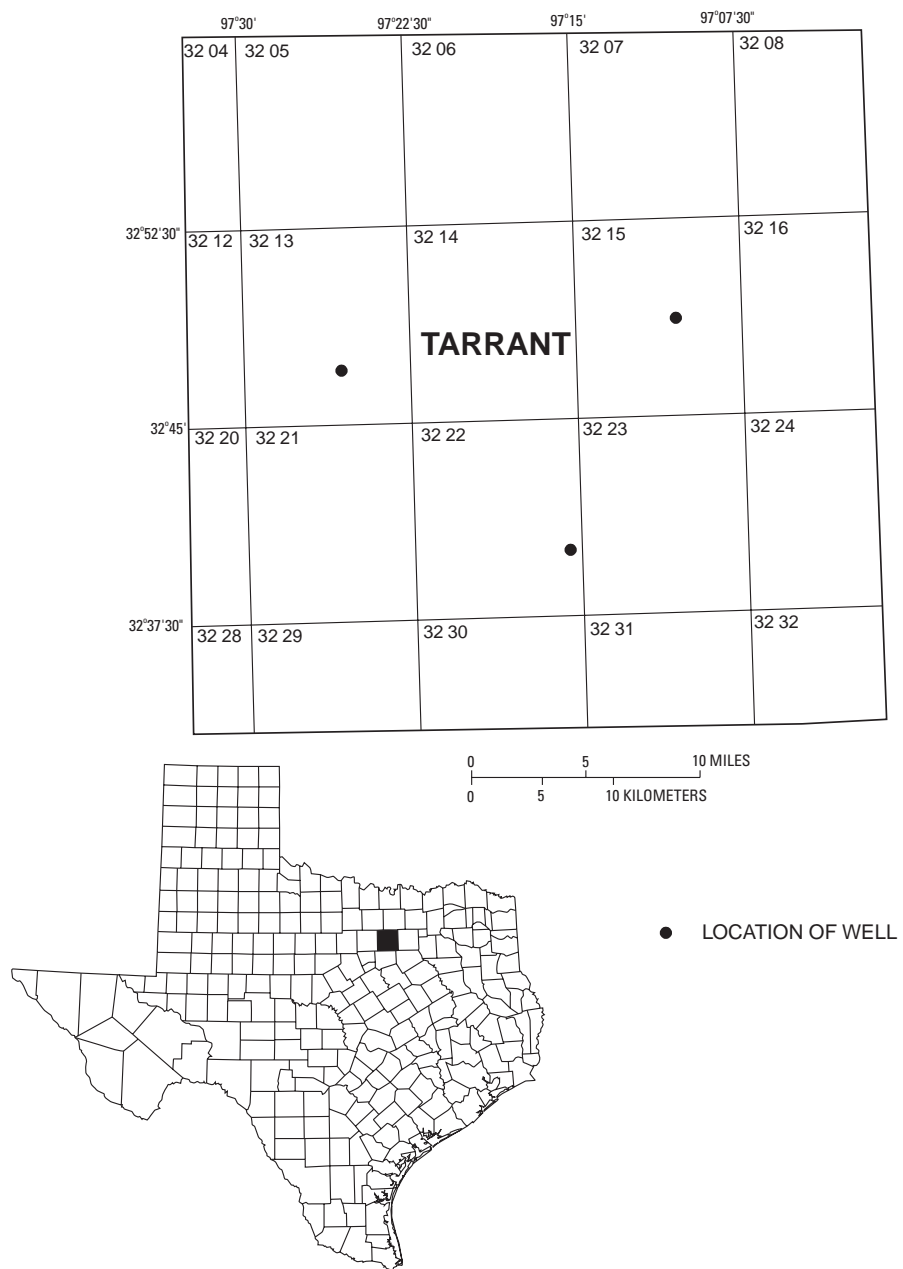 97°30' 97°22'30" 97°15' 97°07'30"
32 04 32 05 32 06 32 07 32 08
32°52'30"
32 12 32 13 32 14 32 15 32 16
TARRANT
32°45'
32 20 32 21 32 22 32 23 32 24
32°37'30"
32 28 32 29 32 30 32 31 32 32
0 5 10 MILES
0 5 10 KILOMETERS
LOCATION OF WELL